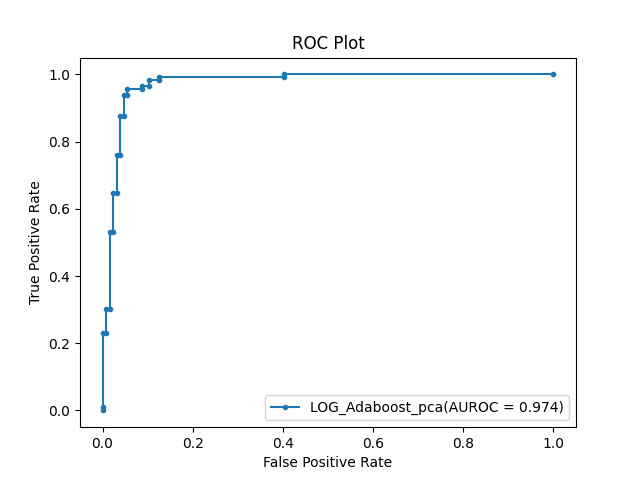 ROC Plot
True Positive Rate
1.0
0.8
0.6
0.4
0.2
0.0
LOG_Adaboost_pca(AUROC = 0.974)
0.0 0.2 0.4 0.6 0.8 1.0
False Positive Rate